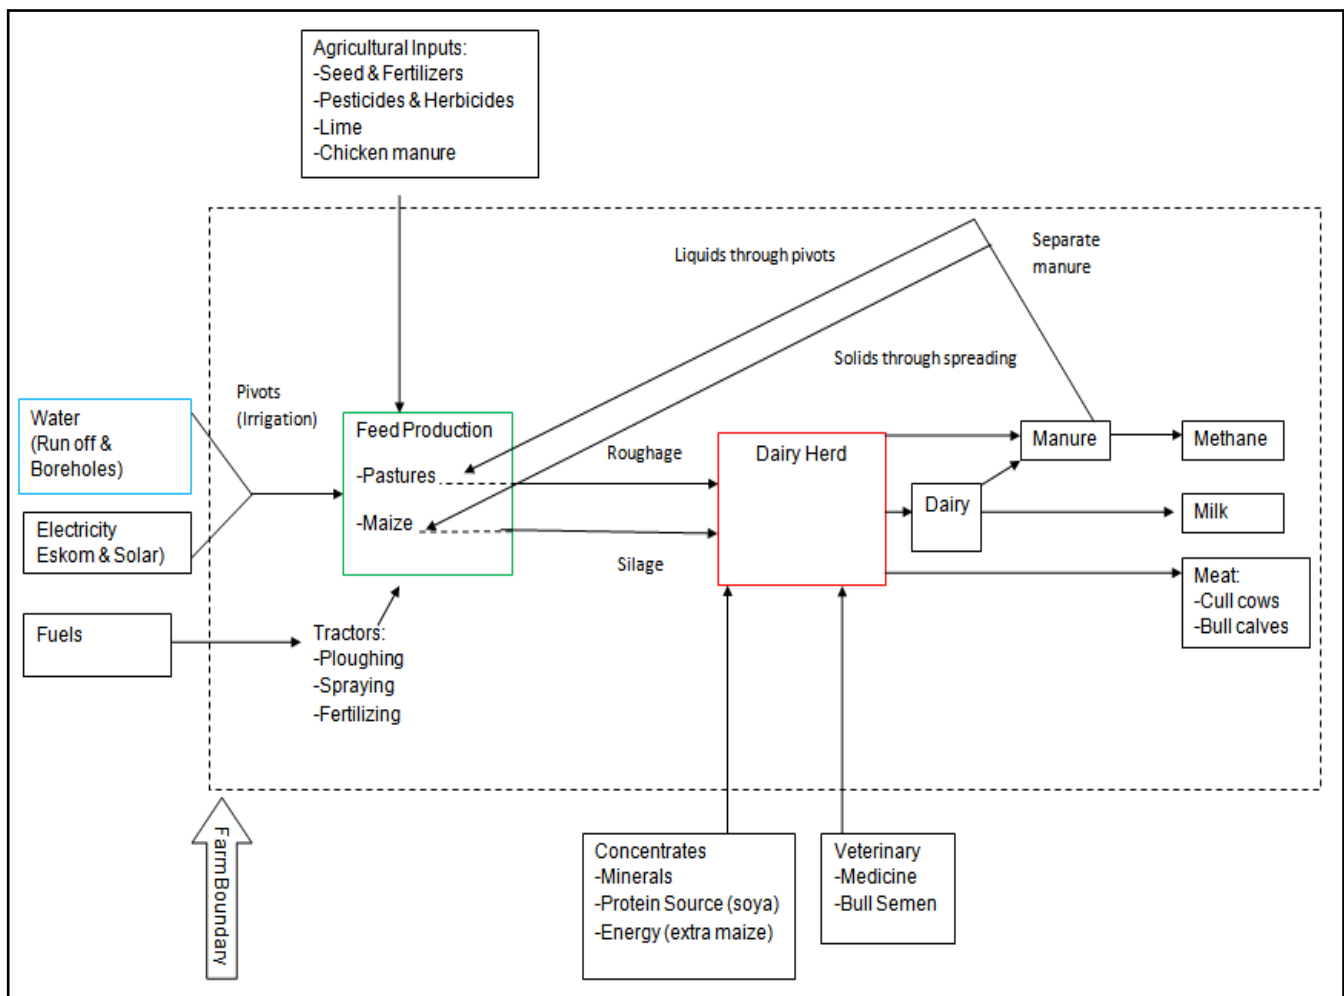 Agricultural Inputs:
-Seed & Fertilizers
-Pesticides & Herbicides
-Lime
-Chicken manure
Liquids through pivots
Separate
manure
Solids through spreading
Pivots
(Irrigation)
Water
(Run off &
Boreholes)
Feed Production
-Pastures
-Maize
Roughage
Silage
Dairy Herd
Manure
Methane
Dairy
Milk
Electricity
Eskom & Solar)
Meat:
-Cull cows
-Bull calves
Fuels
Tractors:
-Ploughing
-Spraying
-Fertilizing
Farm Boundary
Concentrates
-Minerals
-Protein Source (soya)
-Energy (extra maize)
Veterinary
-Medicine
-Bull Semen